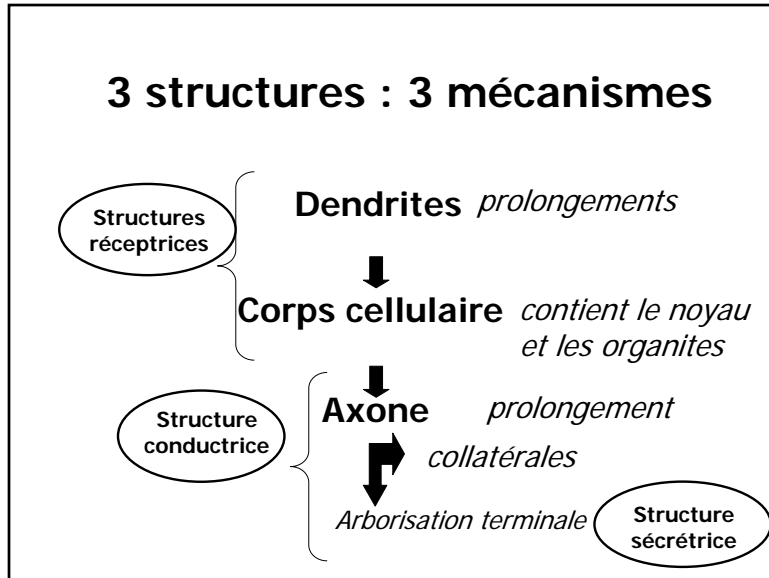 3 structures : 3 mécanismes
Dendrites prolongements
Structures
réceptrices
Corps cellulaire contient le noyau
et les organites
Axone prolongement
Structure
conductrice
collatérales
Arborisation terminale
Structure
sécrétrice